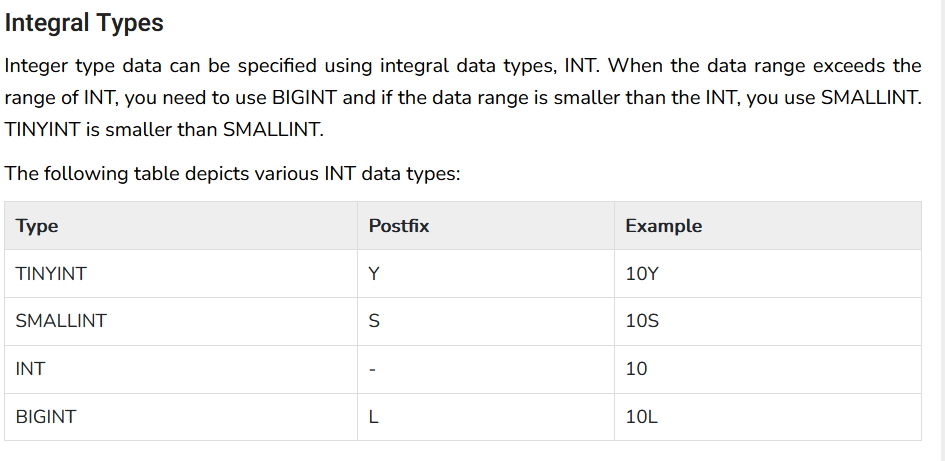 Integral Types
Integer type data can be specified using integral data types, INT. When the data range exceeds the
range of INT, you need to use BIGINT and if the data range is smaller than the INT, you use SMALLINT.
TINYINT is smaller than SMALLINT.
The following table depicts various INT data types:
Type Postfix Example
TINYINT Y 10Y
SMALLINT S 10S
INT - 10
BIGINT L 10L